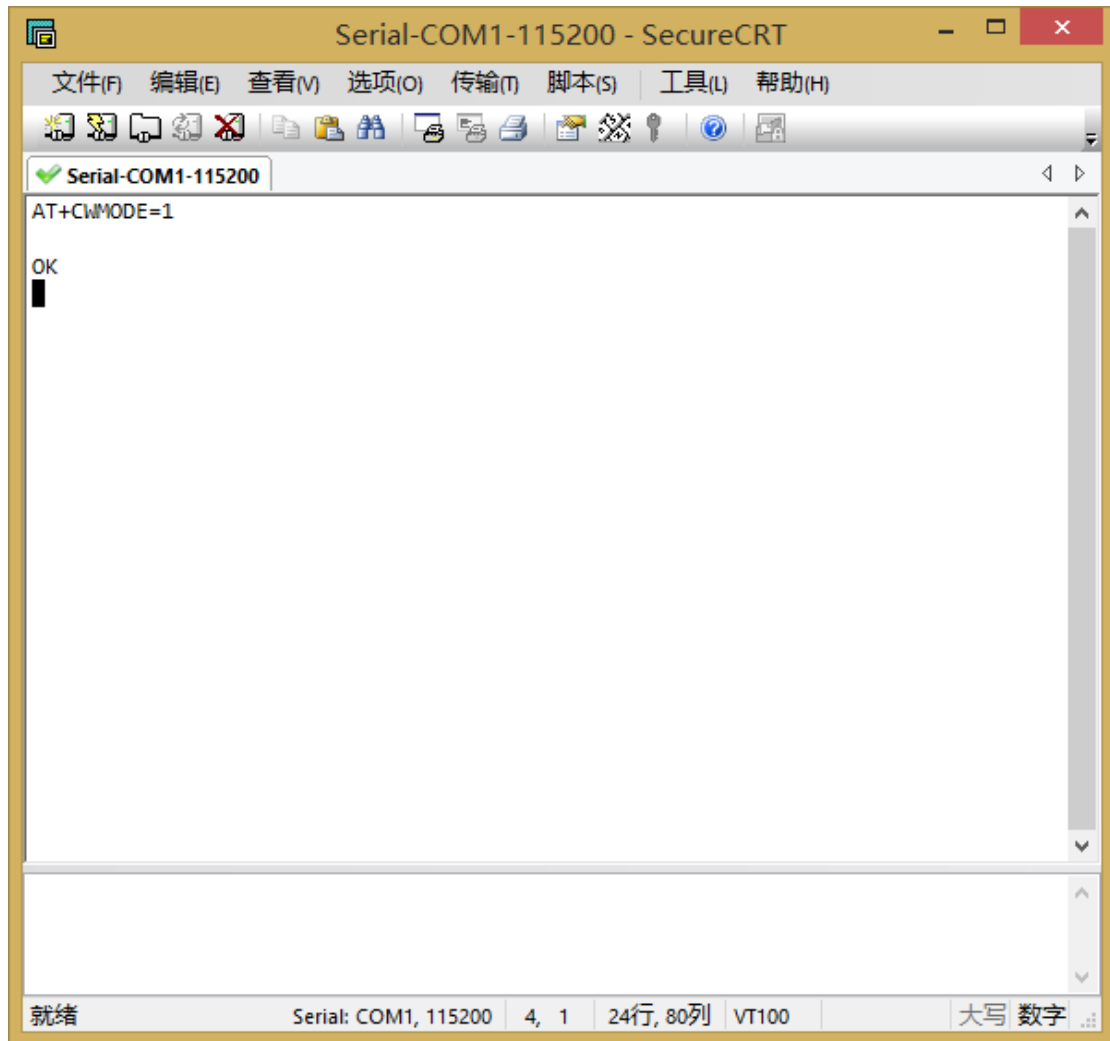 Serial-COM1-115200 - SecureCRT
文件(F) 编辑(E) 查看(V) 选项(O) 传输(T) 脚本(S) 工具(L) 帮助(H)
Serial-COM1-115200
AT+CWMODE=1
OK
就绪 Serial: COM1, 115200 4, 1 24行, 80列 VT100 大写 数字